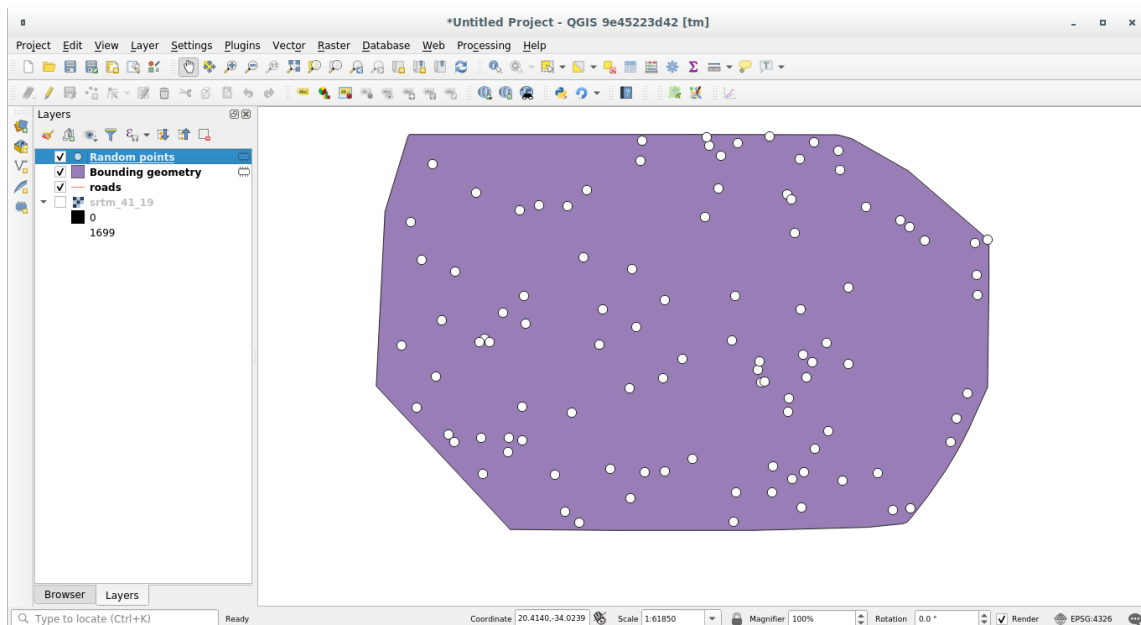 *Untitled Project - QGIS 9e45223d42 [tm]
Project Edit View Layer Settings Plugins Vector Raster Database Web Processing Help
Layers
Random points
Bounding geometry
roads
srtm_41_19
0
1699
Browser Layers
Type to locate (Ctrl+K) Ready Coordinate 20.4140,-34.0239 Scale 1:61850 Magnifier 100% Rotation 0.0 ° Render EPSG:4326